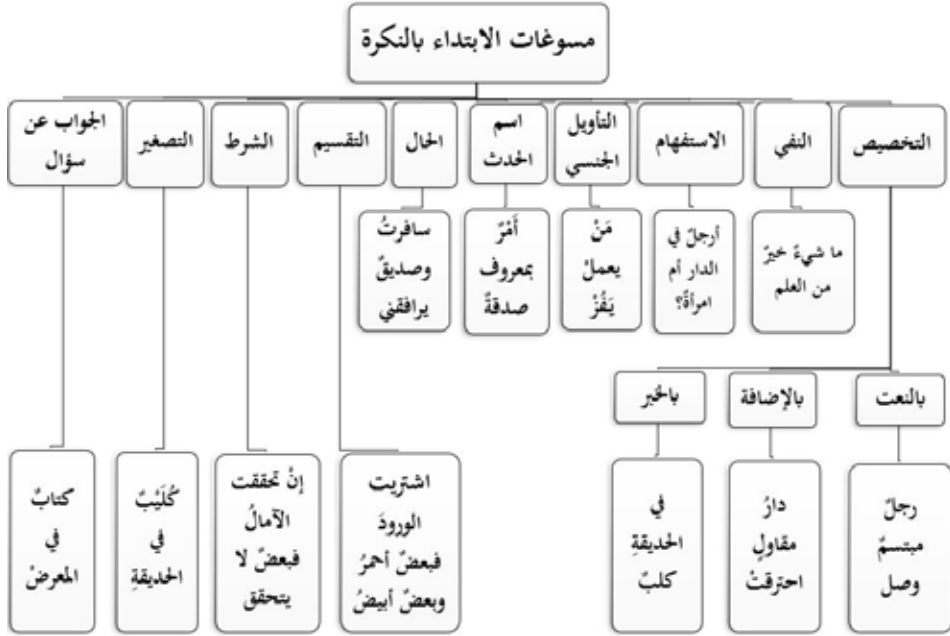 مسوغات الابتداء بالنكرة
التخصيص
النفي
الاستفهام
التأويل
الجنسي
اسم
الحدث
الحال
التقسيم
الشرط
التصغير
الجواب عن
سؤال
ما شيءٌ خيرٌ
من العلم
أرجلٌ في
الدار أم
امرأةٌ؟
مَنْ
يعملْ
يَفُزْ
أَمْرٌ
بمعروف
صدقةٌ
سافرتُ
وصديقٌ
يرافقني
بالنعت
بالإضافة
بالخبر
رجلٌ
مبتسمٌ
وصل
دارُ
مقاولٍ
احترقتْ
في
الحديقةِ
كلبٌ
اشتريت
الورودَ
فبعضٌ أحمرُ
وبعضٌ أبيضُ
إنْ تحققت
الآمالُ
فبعضٌ لا
يتحقق
كُلَيْبٌ
في
الحديقةِ
كتابٌ
في
المعرضْ